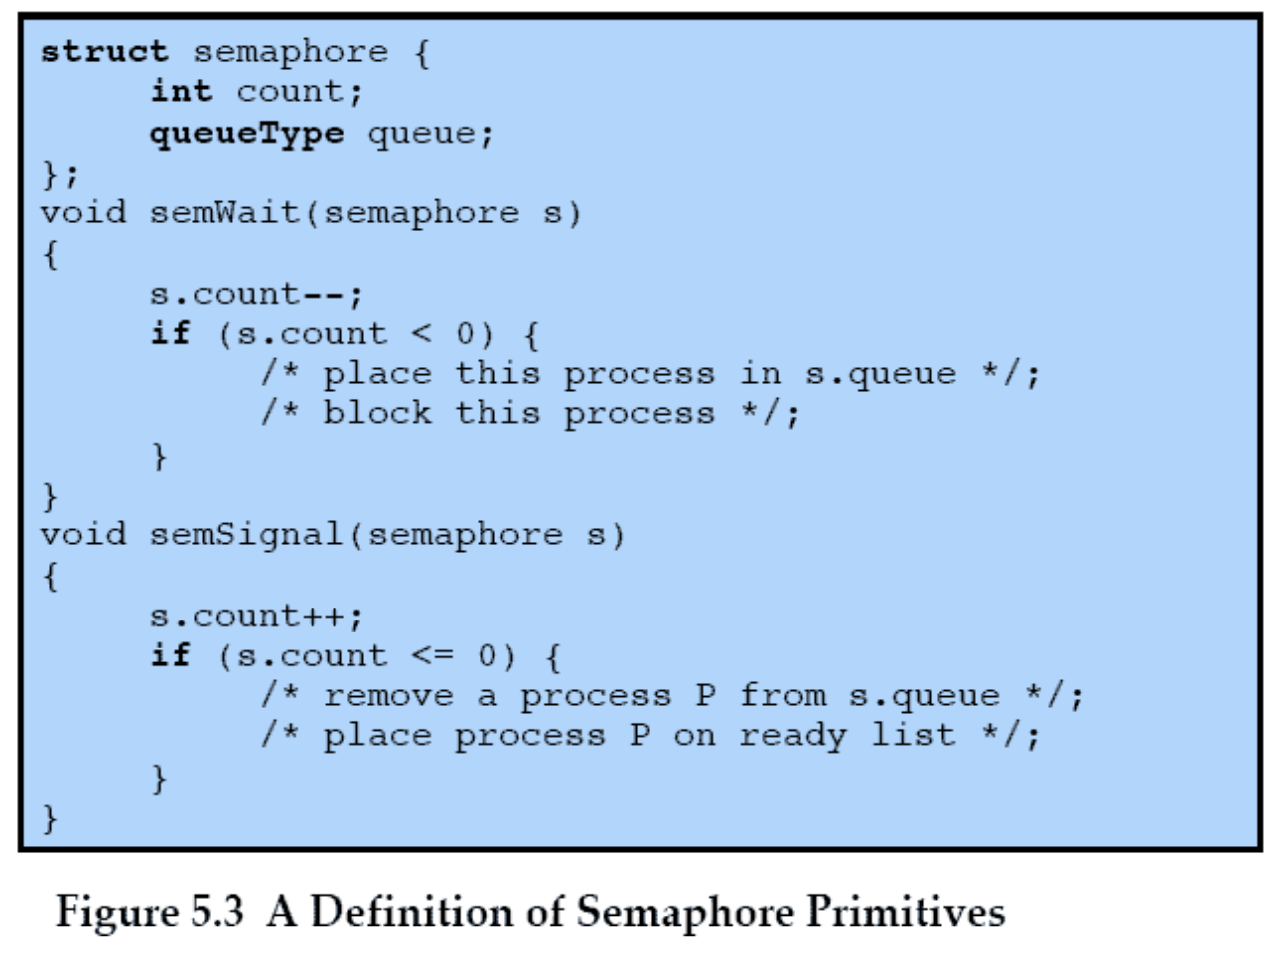 struct semaphore {
int count;
queueType queue;
};
void semWait(semaphore s)
{
s.count--;
if (s.count < 0) {
/* place this process in s.queue */;
/* block this process */;
}
}
void semSignal(semaphore s)
{
s.count++;
if (s.count <= 0) {
/* remove a process P from s.queue */;
/* place process P on ready list */;
}
}
Figure 5.3 A Definition of Semaphore Primitives